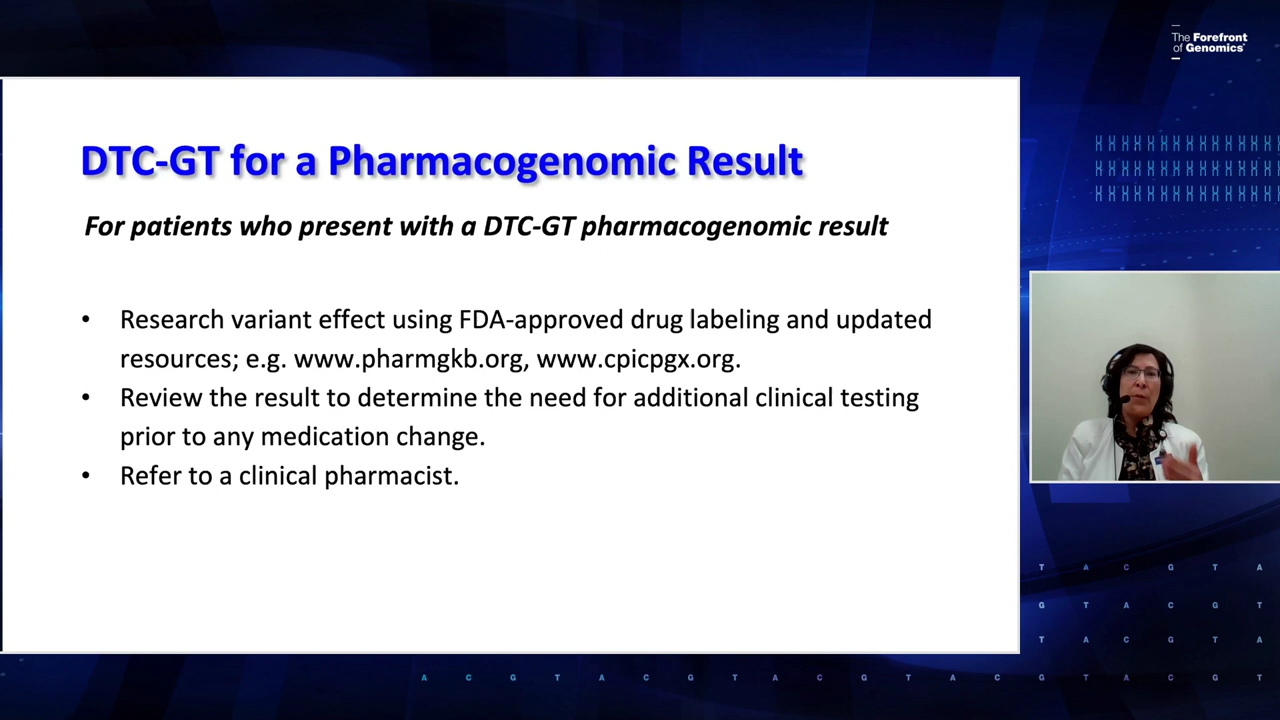 The Forefront
of Genomics®
DTC-GT for a Pharmacogenomic Result
For patients who present with a DTC-GT pharmacogenomic result
• Research variant effect using FDA-approved drug labeling and updated
resources; e.g. www.pharmgkb.org, www.cpicpgx.org.
• Review the result to determine the need for additional clinical testing
prior to any medication change.
• Refer to a clinical pharmacist.
T A C G T A
G T A C G T
T A C G T A
A C G T A C G T A C G T A C G T A C G T